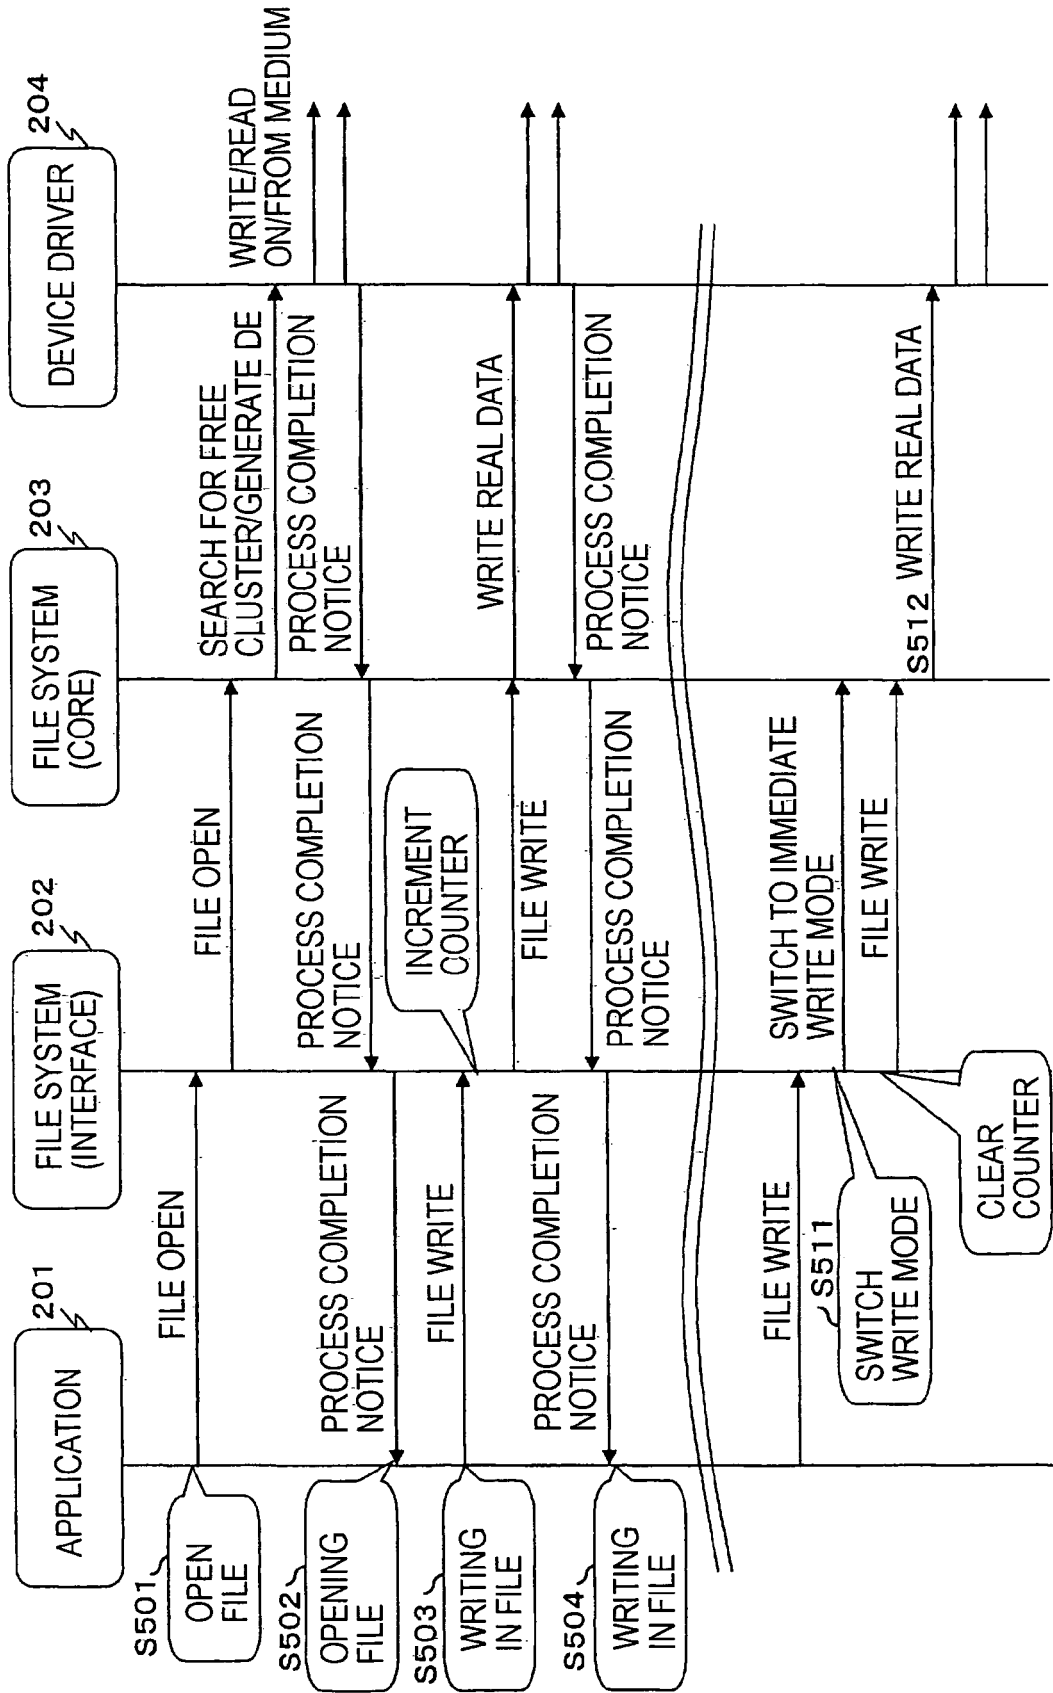 APPLICATION
201
FILE SYSTEM
(INTERFACE)
202
FILE SYSTEM
(CORE)
203
DEVICE DRIVER
204
S501
OPEN
FILE
FILE OPEN
FILE OPEN
SEARCH FOR FREE
CLUSTER/GENERATE DE
WRITE/READ
ON/FROM MEDIUM
PROCESS COMPLETION
NOTICE
PROCESS COMPLETION
NOTICE
PROCESS COMPLETION
NOTICE
S502
OPENING
FILE
S503
WRITING
IN FILE
FILE WRITE
INCREMENT
COUNTER
FILE WRITE
WRITE REAL DATA
PROCESS COMPLETION
NOTICE
PROCESS COMPLETION
NOTICE
PROCESS COMPLETION
NOTICE
S504
WRITING
IN FILE
FILE WRITE
S511
SWITCH
WRITE MODE
SWITCH TO IMMEDIATE
WRITE MODE
FILE WRITE
CLEAR
COUNTER
S512 WRITE REAL DATA